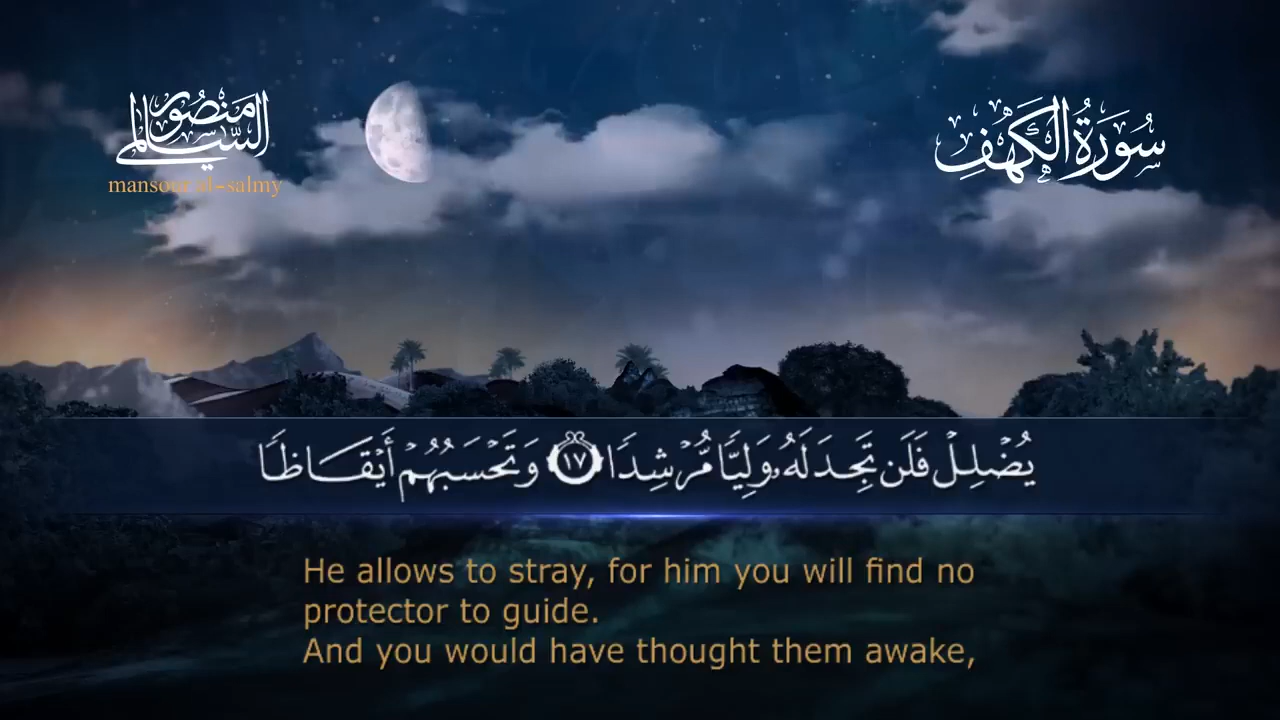 منصور السالمي
mansour al-salmy
سُورَةُ الكَهْفِ
يُضْلِلْ فَلَن تَجِدَ لَهُۥ وَلِيًّا مُّرْشِدًا ١٧ وَتَحْسَبُهُمْ أَيْقَاظًا
He allows to stray, for him you will find no
protector to guide.
And you would have thought them awake,